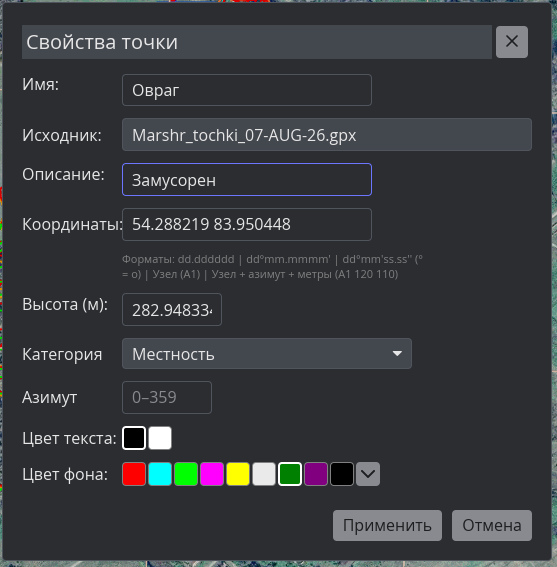 Свойства точки
Имя: Овраг
Исходник: Marshr_tochki_07-AUG-26.gpx
Описание: Замусорен
Координаты: 54.288219 83.950448
Форматы: dd.dddddd | dd°mm.mmmm' | dd°mm'ss.ss'' (°
= o) | Узел (A1) | Узел + азимут + метры (A1 120 110)
Высота (м): 282.948334
Категория Местность
Азимут 0–359
Цвет текста:
Цвет фона:
Применить Отмена